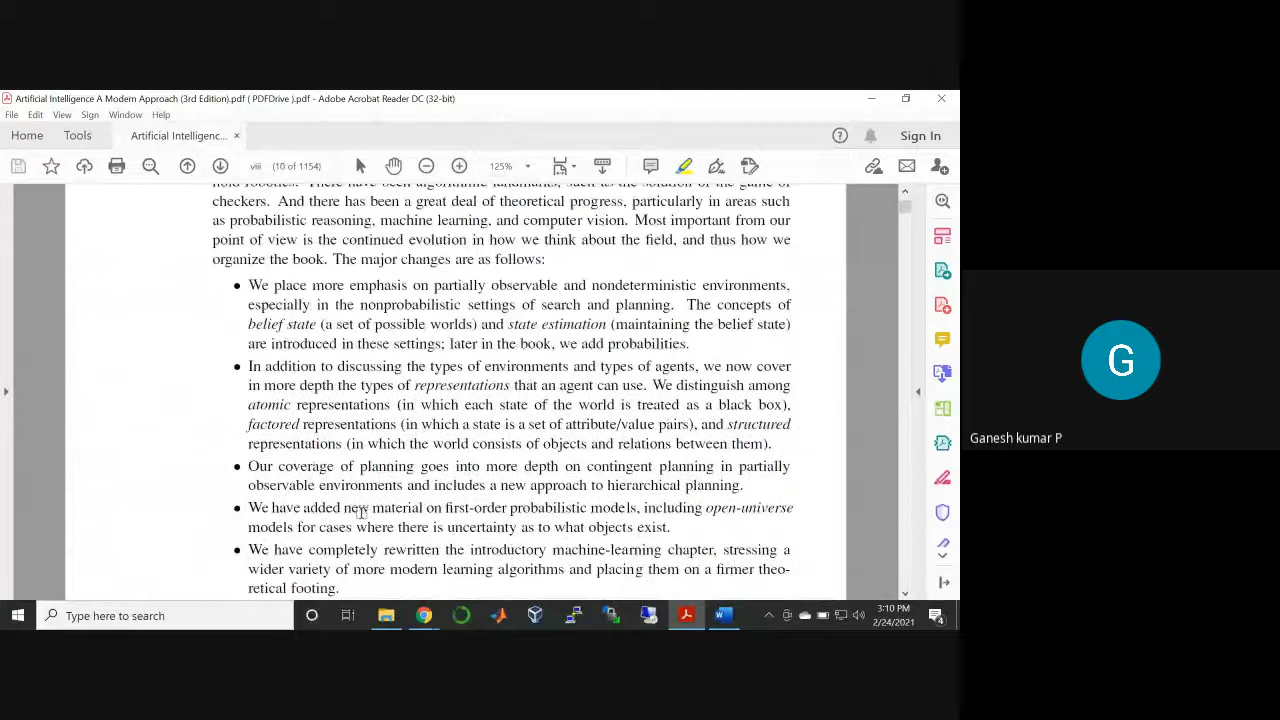 Artificial Intelligence A Modern Approach (3rd Edition).pdf ( PDFDrive ).pdf - Adobe Acrobat Reader DC (32-bit)
File Edit View Sign Window Help
Home Tools Artificial Intelligenc... × Sign In
viii (10 of 1154) 125%
checkers. And there has been a great deal of theoretical progress, particularly in areas such
as probabilistic reasoning, machine learning, and computer vision. Most important from our
point of view is the continued evolution in how we think about the field, and thus how we
organize the book. The major changes are as follows:
• We place more emphasis on partially observable and nondeterministic environments,
especially in the nonprobabilistic settings of search and planning. The concepts of
belief state (a set of possible worlds) and state estimation (maintaining the belief state)
are introduced in these settings; later in the book, we add probabilities.
• In addition to discussing the types of environments and types of agents, we now cover
in more depth the types of representations that an agent can use. We distinguish among
atomic representations (in which each state of the world is treated as a black box),
factored representations (in which a state is a set of attribute/value pairs), and structured
representations (in which the world consists of objects and relations between them).
• Our coverage of planning goes into more depth on contingent planning in partially
observable environments and includes a new approach to hierarchical planning.
• We have added new material on first-order probabilistic models, including open-universe
models for cases where there is uncertainty as to what objects exist.
• We have completely rewritten the introductory machine-learning chapter, stressing a
wider variety of more modern learning algorithms and placing them on a firmer theo-
retical footing.
Type here to search
3:10 PM
2/24/2021
4
G
Ganesh kumar P